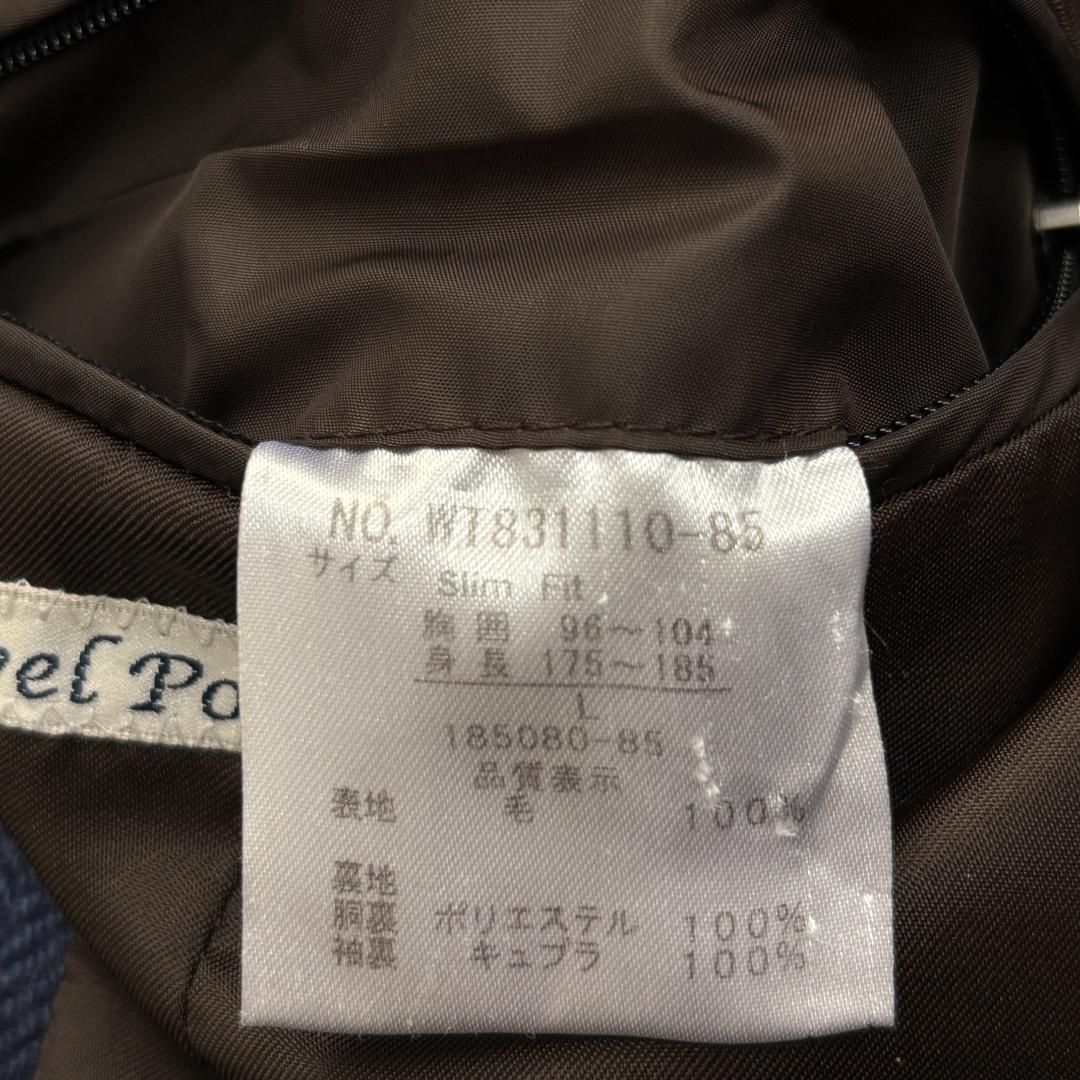 NO. WT831110-85
サイズ
Slim Fit
胸囲 96～104
身長 175～185
L
185080-85
品質表示
表地 毛 100%
裏地
胴裏 ポリエステル 100%
袖裏 キュプラ 100%
el Po